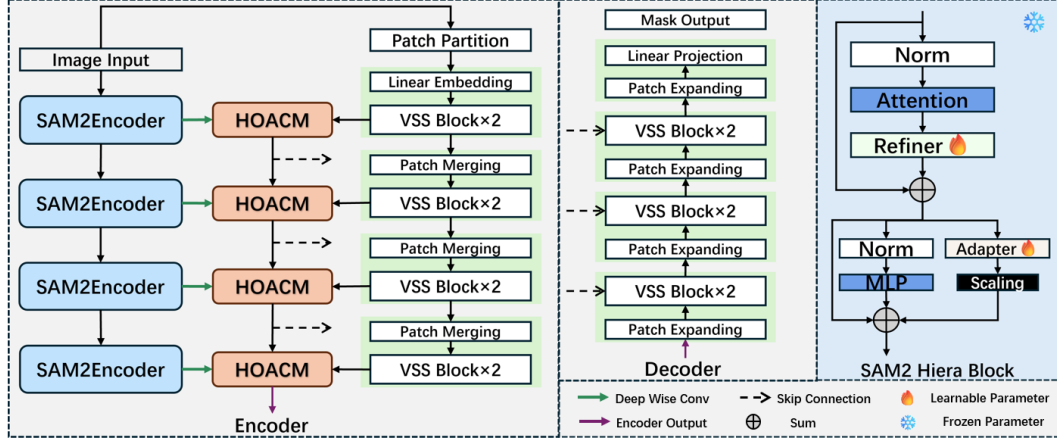 Image Input
SAM2Encoder
SAM2Encoder
SAM2Encoder
SAM2Encoder
HOACM
HOACM
HOACM
HOACM
Patch Partition
Linear Embedding
VSS Block×2
Patch Merging
VSS Block×2
Patch Merging
VSS Block×2
Patch Merging
VSS Block×2
Encoder
Mask Output
Linear Projection
Patch Expanding
VSS Block×2
Patch Expanding
VSS Block×2
Patch Expanding
VSS Block×2
Patch Expanding
Decoder
Norm
Attention
Refiner
Norm
MLP
Adapter
Scaling
SAM2 Hiera Block
Deep Wise Conv
Skip Connection
Learnable Parameter
Encoder Output
Sum
Frozen Parameter